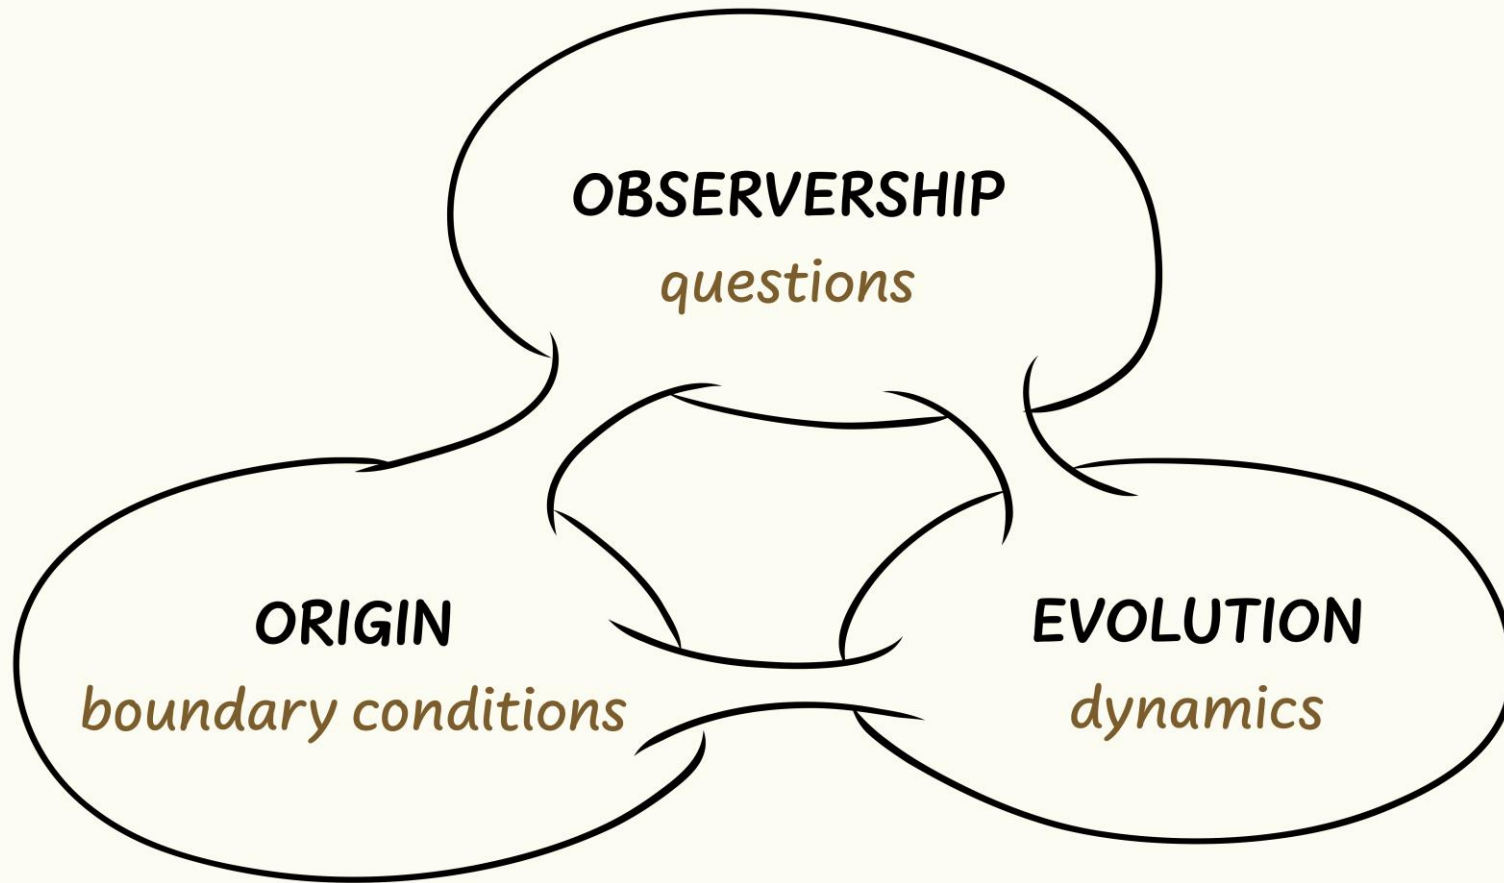 OBSERVERSHIP
questions
ORIGIN
boundary conditions
EVOLUTION
dynamics